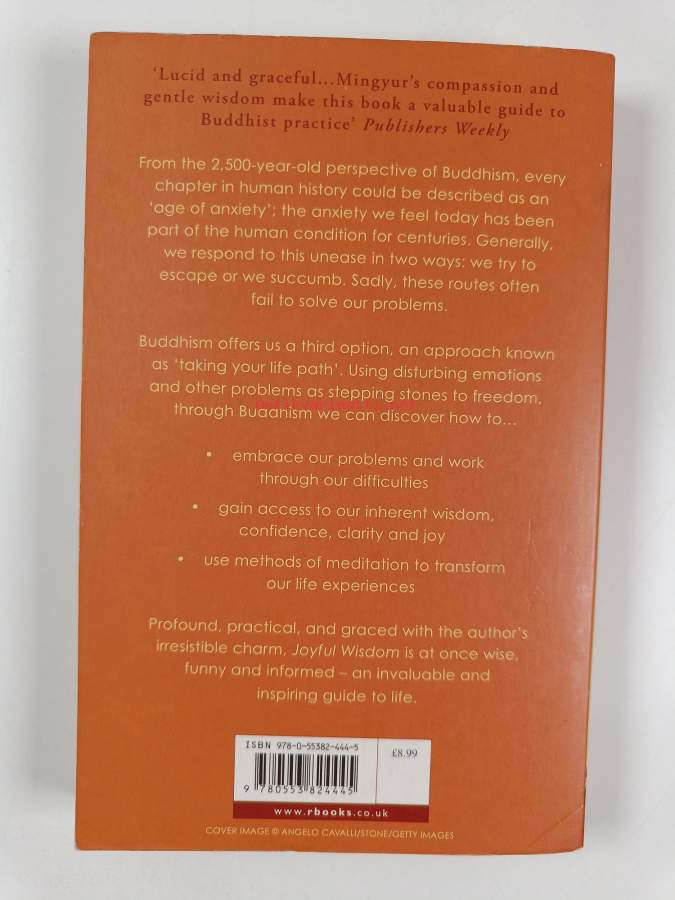 ‘Lucid and graceful...Mingyur’s compassion and
gentle wisdom make this book a valuable guide to
Buddhist practice’ Publishers Weekly
From the 2,500-year-old perspective of Buddhism, every
chapter in human history could be described as an
‘age of anxiety’; the anxiety we feel today has been
part of the human condition for centuries. Generally,
we respond to this unease in two ways: we try to
escape or we succumb. Sadly, these routes often
fail to solve our problems.
Buddhism offers us a third option, an approach known
as ‘taking your life path’. Using disturbing emotions
and other problems as stepping stones to freedom,
through Buddhism we can discover how to...
• embrace our problems and work
through our difficulties
• gain access to our inherent wisdom,
confidence, clarity and joy
• use methods of meditation to transform
our life experiences
Profound, practical, and graced with the author’s
irresistible charm, Joyful Wisdom is at once wise,
funny and informed – an invaluable and
inspiring guide to life.
ISBN 978-0-55382-444-5
£8.99
9 780553 824445
www.rbooks.co.uk
COVER IMAGE © ANGELO CAVALLI/STONE/GETTY IMAGES